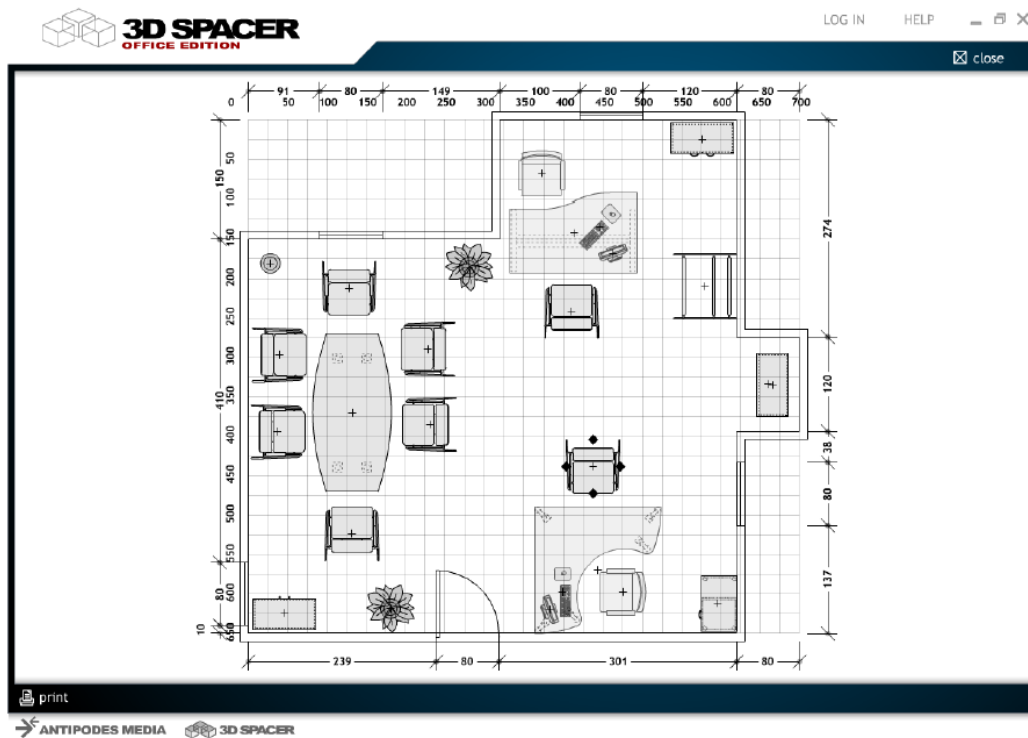 3D SPACER
OFFICE EDITION
LOG IN HELP
close
91 80 149 100 80 120 80
0 50 100 150 200 250 300 350 400 450 500 550 600 650 700
50
100
150
200
250
300
350
400
450
500
550
600
650
150
410
80
10
274
120
38
80
137
239 80 301 80
print
ANTIPODES MEDIA 3D SPACER